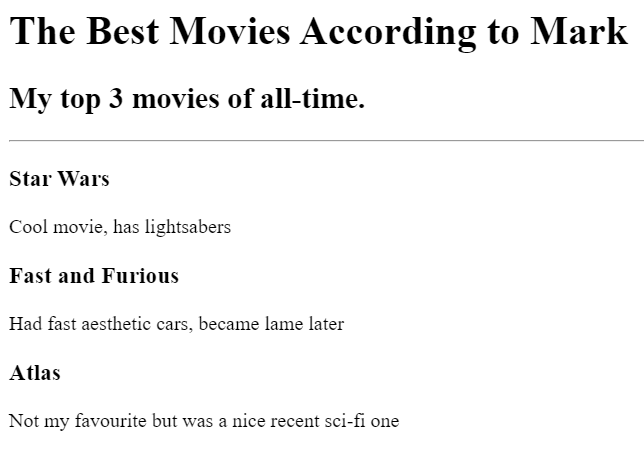 The Best Movies According to Mark
My top 3 movies of all-time.
Star Wars
Cool movie, has lightsabers
Fast and Furious
Had fast aesthetic cars, became lame later
Atlas
Not my favourite but was a nice recent sci-fi one